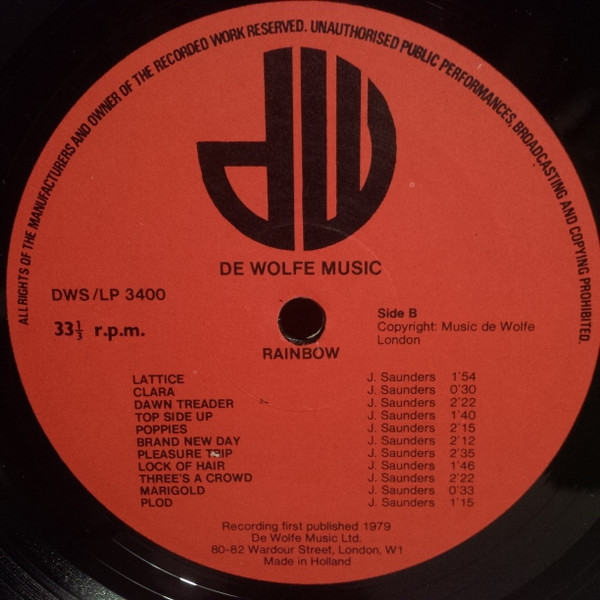 ALL RIGHTS OF THE MANUFACTURERS AND OWNER OF THE RECORDED WORK RESERVED. UNAUTHORISED PUBLIC PERFORMANCES, BROADCASTING AND COPYING PROHIBITED.
dW
DE WOLFE MUSIC
DWS/LP 3400
33⅓ r.p.m.
Side B
Copyright: Music de Wolfe
London
RAINBOW
LATTICE J. Saunders 1'54
CLARA J. Saunders 0'30
DAWN TREADER J. Saunders 2'22
TOP SIDE UP J. Saunders 1'40
POPPIES J. Saunders 2'15
BRAND NEW DAY J. Saunders 2'12
PLEASURE TRIP J. Saunders 2'35
LOCK OF HAIR J. Saunders 1'46
THREE'S A CROWD J. Saunders 2'22
MARIGOLD J. Saunders 0'33
PLOD J. Saunders 1'15
Recording first published 1979
De Wolfe Music Ltd.
80-82 Wardour Street, London, W1
Made in Holland